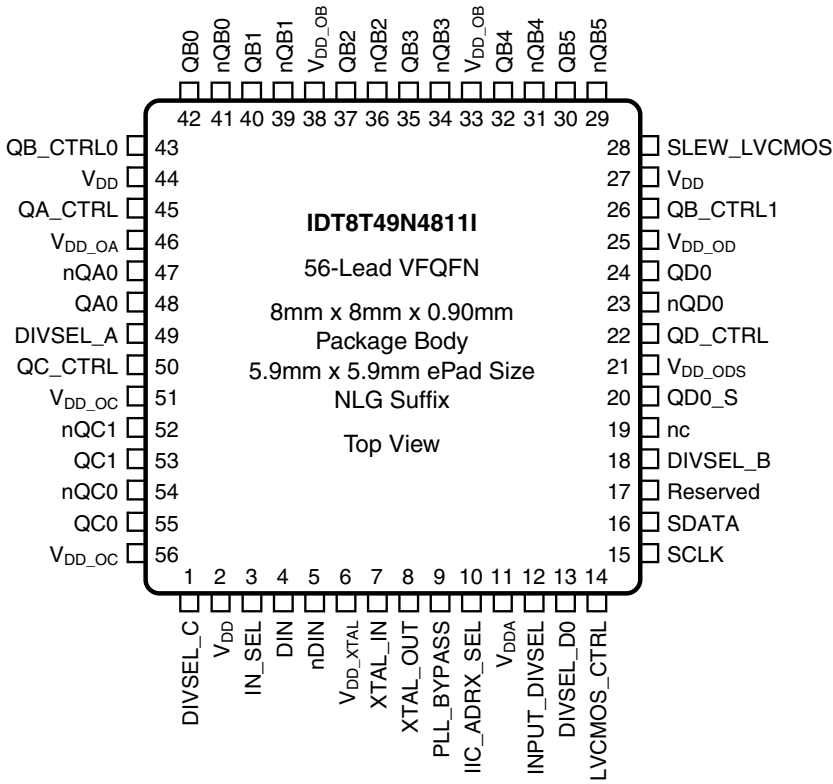 QB0 nQB0 QB1 nQB1 VDD_OB QB2 nQB2 QB3 nQB3 VDD_OB QB4 nQB4 QB5 nQB5
42 41 40 39 38 37 36 35 34 33 32 31 30 29
QB_CTRL0 43
VDD 44
QA_CTRL 45
VDD_OA 46
nQA0 47
QA0 48
DIVSEL_A 49
QC_CTRL 50
VDD_OC 51
nQC1 52
QC1 53
nQC0 54
QC0 55
VDD_OC 56
IDT8T49N4811I
56-Lead VFQFN
8mm x 8mm x 0.90mm
Package Body
5.9mm x 5.9mm ePad Size
NLG Suffix
Top View
28 SLEW_LVCMOS
27 VDD
26 QB_CTRL1
25 VDD_OD
24 QD0
23 nQD0
22 QD_CTRL
21 VDD_ODS
20 QD0_S
19 nc
18 DIVSEL_B
17 Reserved
16 SDATA
15 SCLK
1 2 3 4 5 6 7 8 9 10 11 12 13 14
DIVSEL_C VDD IN_SEL DIN nDIN VDD_XTAL XTAL_IN XTAL_OUT PLL_BYPASS IIC_ADRX_SEL VDDA INPUT_DIVSEL DIVSEL_D0 LVCMOS_CTRL